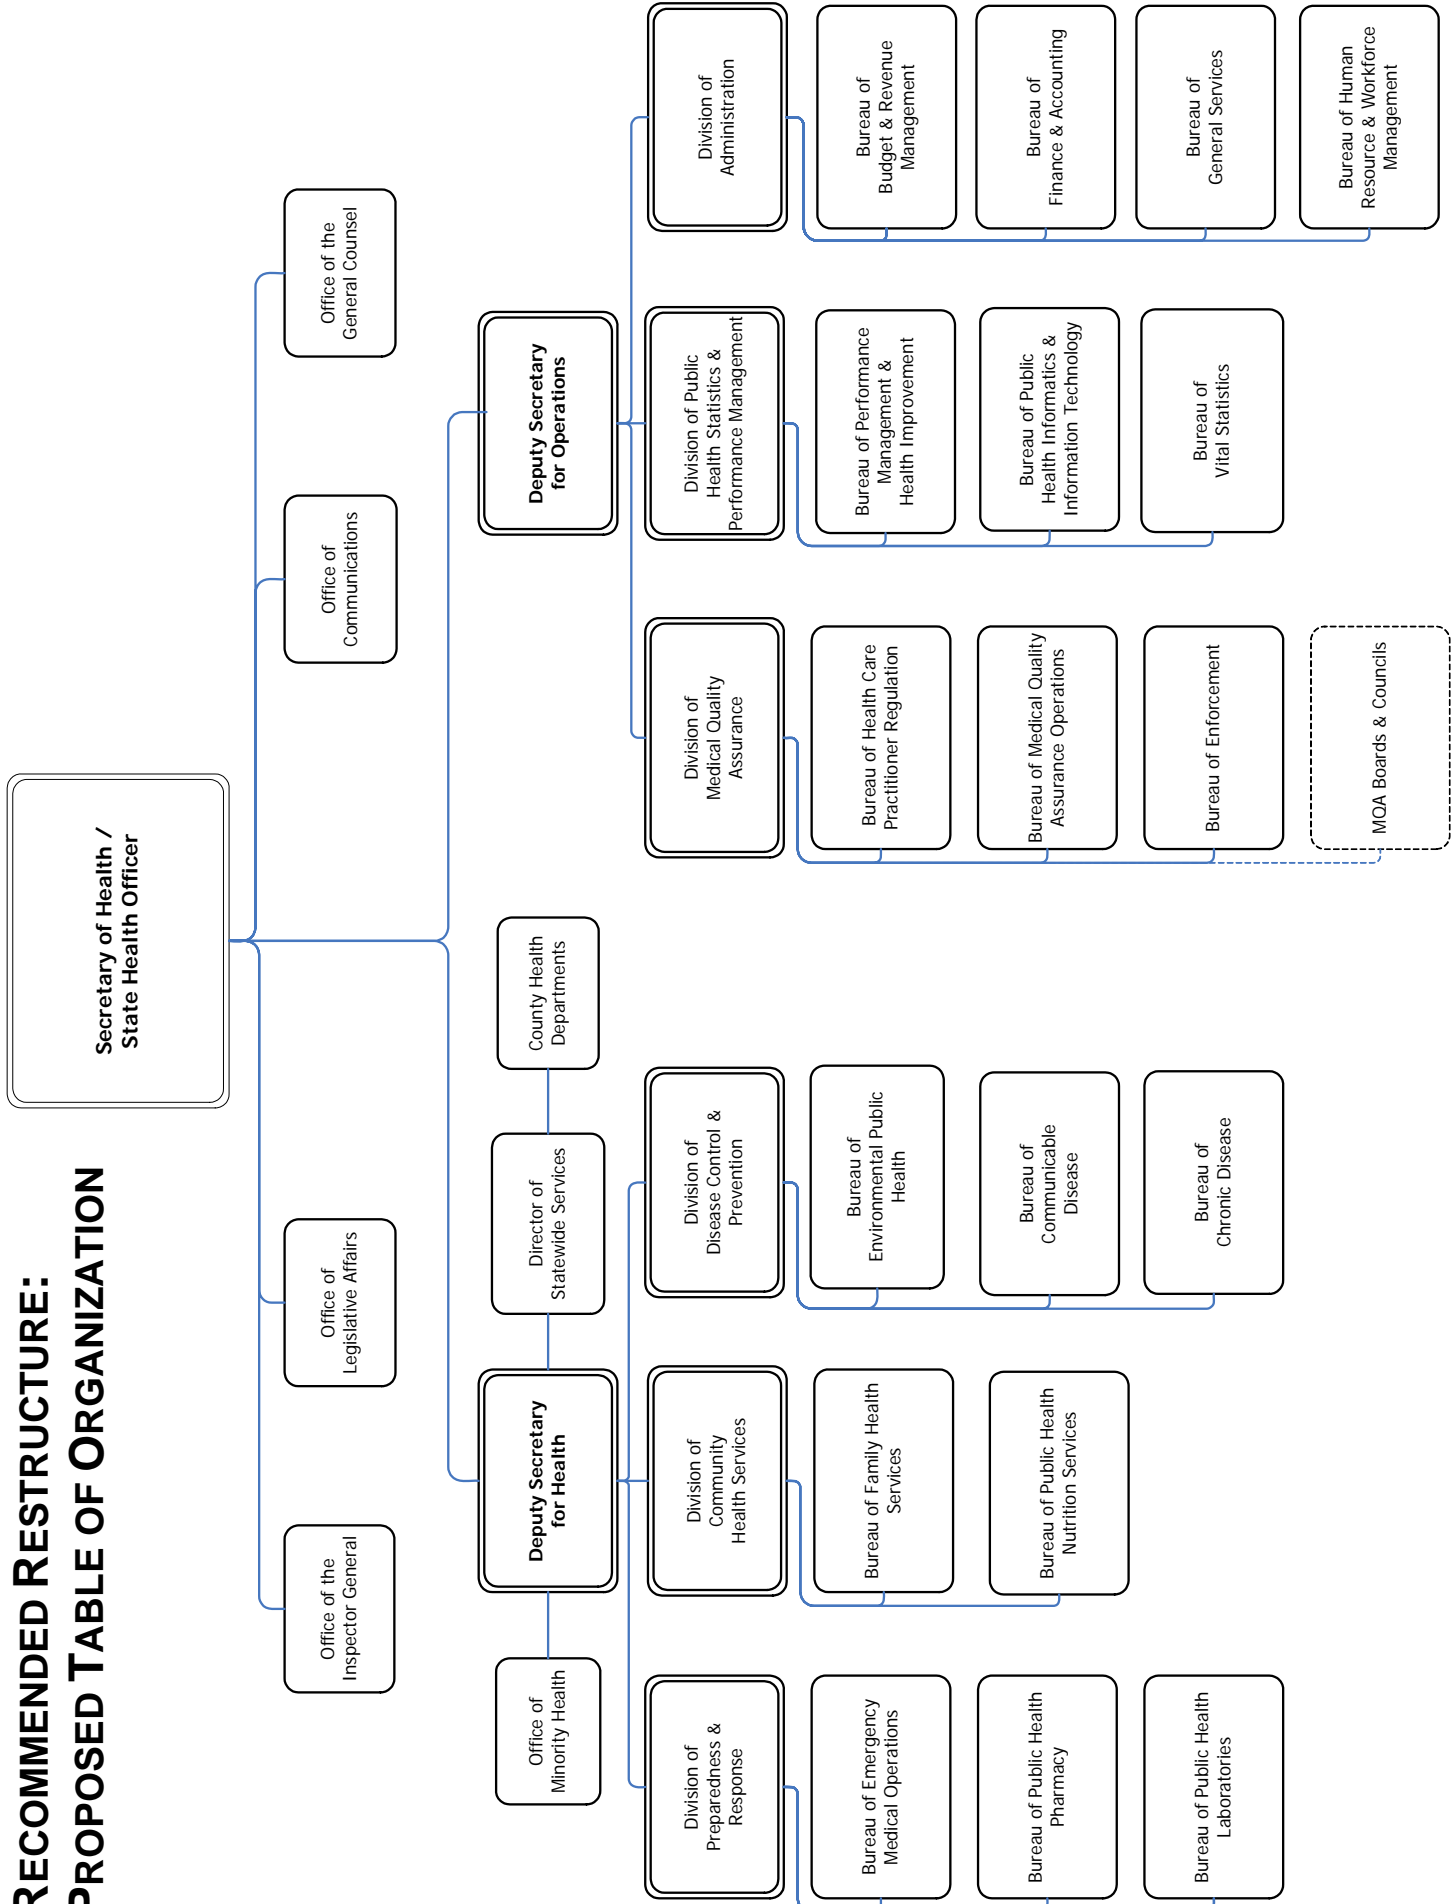 RECOMMENDED RESTRUCTURE:
PROPOSED TABLE OF ORGANIZATION
Secretary of Health /
State Health Officer
Office of the
Inspector General
Office of
Legislative Affairs
Office of
Communications
Office of the
General Counsel
Office of
Minority Health
Deputy Secretary
for Health
Director of
Statewide Services
County Health
Departments
Deputy Secretary
for Operations
Division of
Preparedness &
Response
Bureau of Emergency
Medical Operations
Bureau of Public Health
Pharmacy
Bureau of Public Health
Laboratories
Division of
Community
Health Services
Bureau of Family Health
Services
Bureau of Public Health
Nutrition Services
Division of
Disease Control &
Prevention
Bureau of
Environmental Public
Health
Bureau of
Communicable
Disease
Bureau of
Chronic Disease
Division of
Medical Quality
Assurance
Bureau of Health Care
Practitioner Regulation
Bureau of Medical Quality
Assurance Operations
Bureau of Enforcement
MQA Boards & Councils
Division of Public
Health Statistics &
Performance Management
Bureau of Performance
Management &
Health Improvement
Bureau of Public
Health Informatics &
Information Technology
Bureau of
Vital Statistics
Division of
Administration
Bureau of
Budget & Revenue
Management
Bureau of
Finance & Accounting
Bureau of
General Services
Bureau of Human
Resource & Workforce
Management